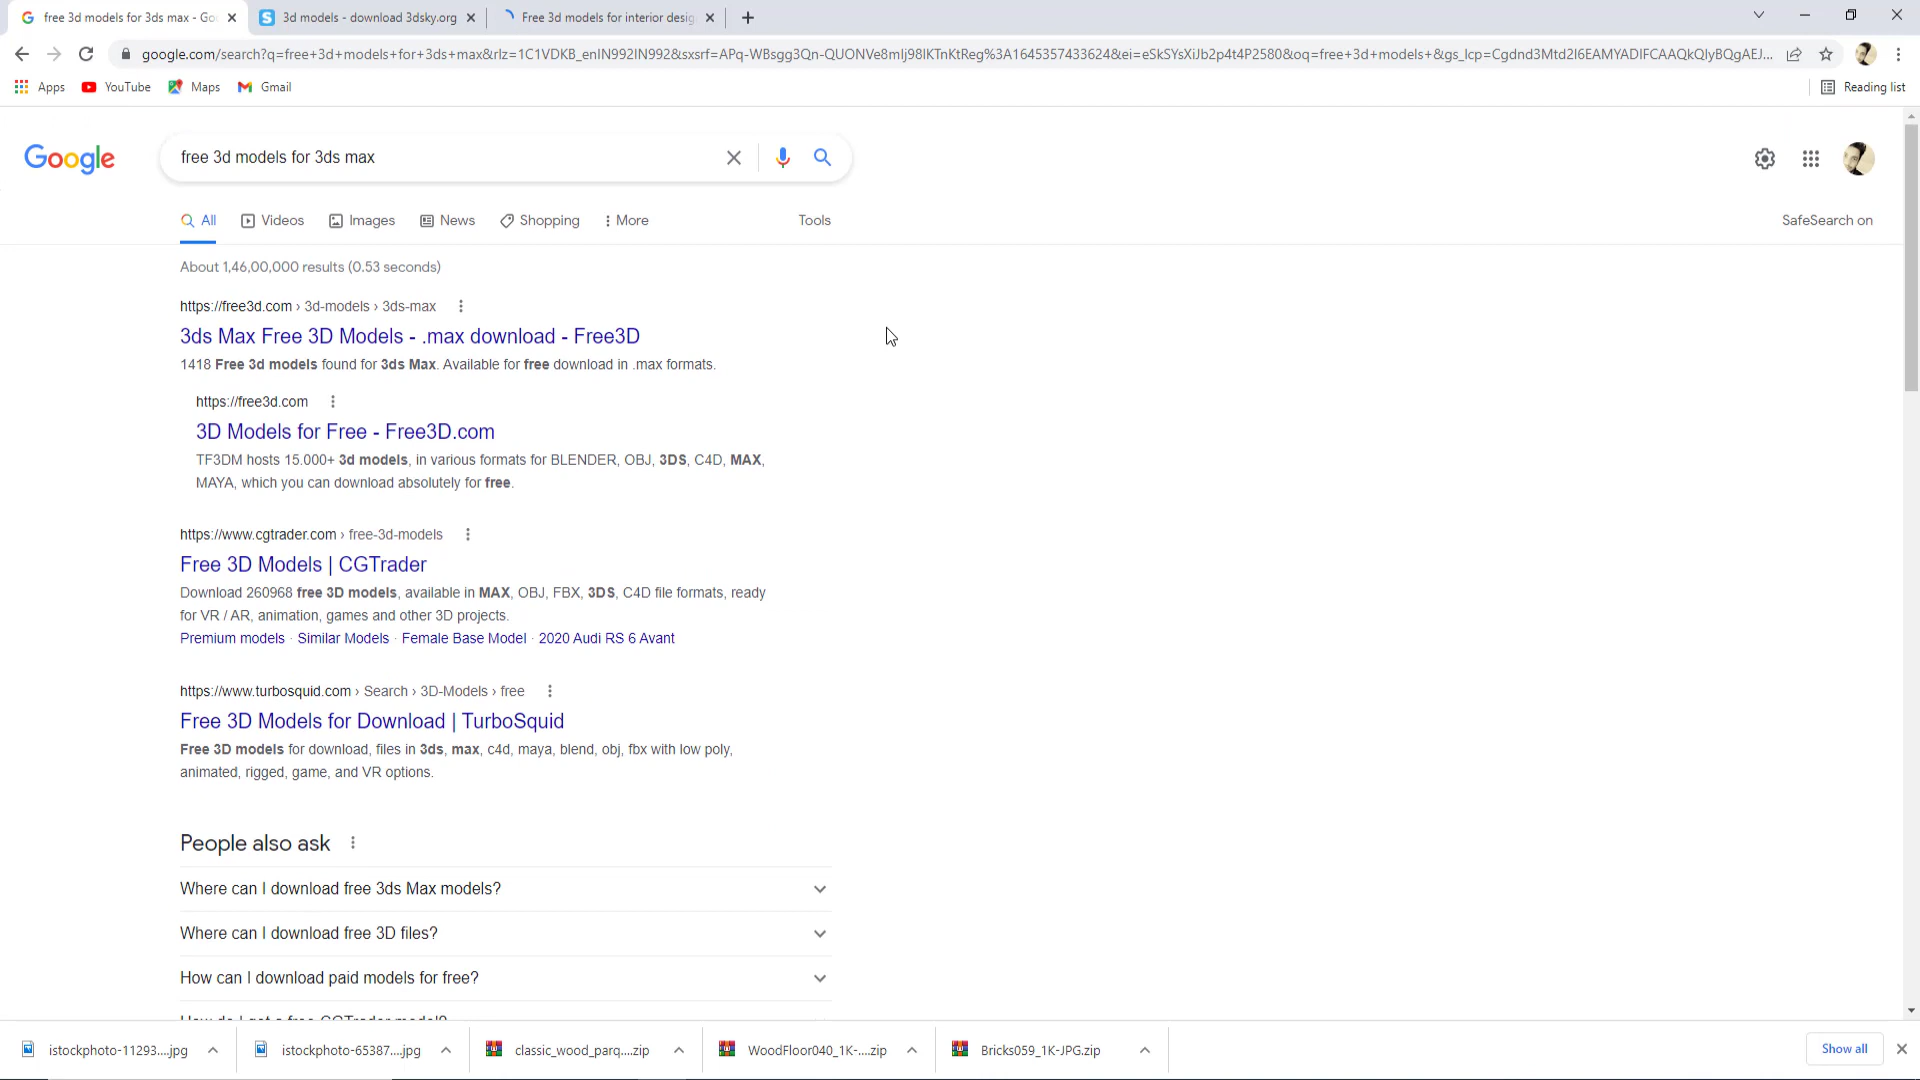 free 3d models for 3ds max - Go
3d models - download 3dsky.org
Free 3d models for interior desig
google.com/search?q=free+3d+models+for+3ds+max&rlz=1C1VDKB_enIN992IN992&sxsrf=APq-WBsgg3Qn-QUONVe8mIj98lKTnKtReg%3A1645357433624&ei=eSkSYsXiJb2p4t4P2580&oq=free+3d+models+&gs_lcp=Cgdnd3Mtd2l6EAMYADIFCAAQkQIyBQgAEJ...
Apps
YouTube
Maps
Gmail
Reading list
Google
free 3d models for 3ds max
All
Videos
Images
News
Shopping
More
Tools
SafeSearch on
About 1,46,00,000 results (0.53 seconds)
https://free3d.com › 3d-models › 3ds-max
3ds Max Free 3D Models - .max download - Free3D
1418 Free 3d models found for 3ds Max. Available for free download in .max formats.
https://free3d.com
3D Models for Free - Free3D.com
TF3DM hosts 15.000+ 3d models, in various formats for BLENDER, OBJ, 3DS, C4D, MAX,
MAYA, which you can download absolutely for free.
https://www.cgtrader.com › free-3d-models
Free 3D Models | CGTrader
Download 260968 free 3D models, available in MAX, OBJ, FBX, 3DS, C4D file formats, ready
for VR / AR, animation, games and other 3D projects.
Premium models · Similar Models · Female Base Model · 2020 Audi RS 6 Avant
https://www.turbosquid.com › Search › 3D-Models › free
Free 3D Models for Download | TurboSquid
Free 3D models for download, files in 3ds, max, c4d, maya, blend, obj, fbx with low poly,
animated, rigged, game, and VR options.
People also ask
Where can I download free 3ds Max models?
Where can I download free 3D files?
How can I download paid models for free?
How do I get a free CGTrader model?
istockphoto-11293....jpg
istockphoto-65387....jpg
classic_wood_parq....zip
WoodFloor040_1K-....zip
Bricks059_1K-JPG.zip
Show all